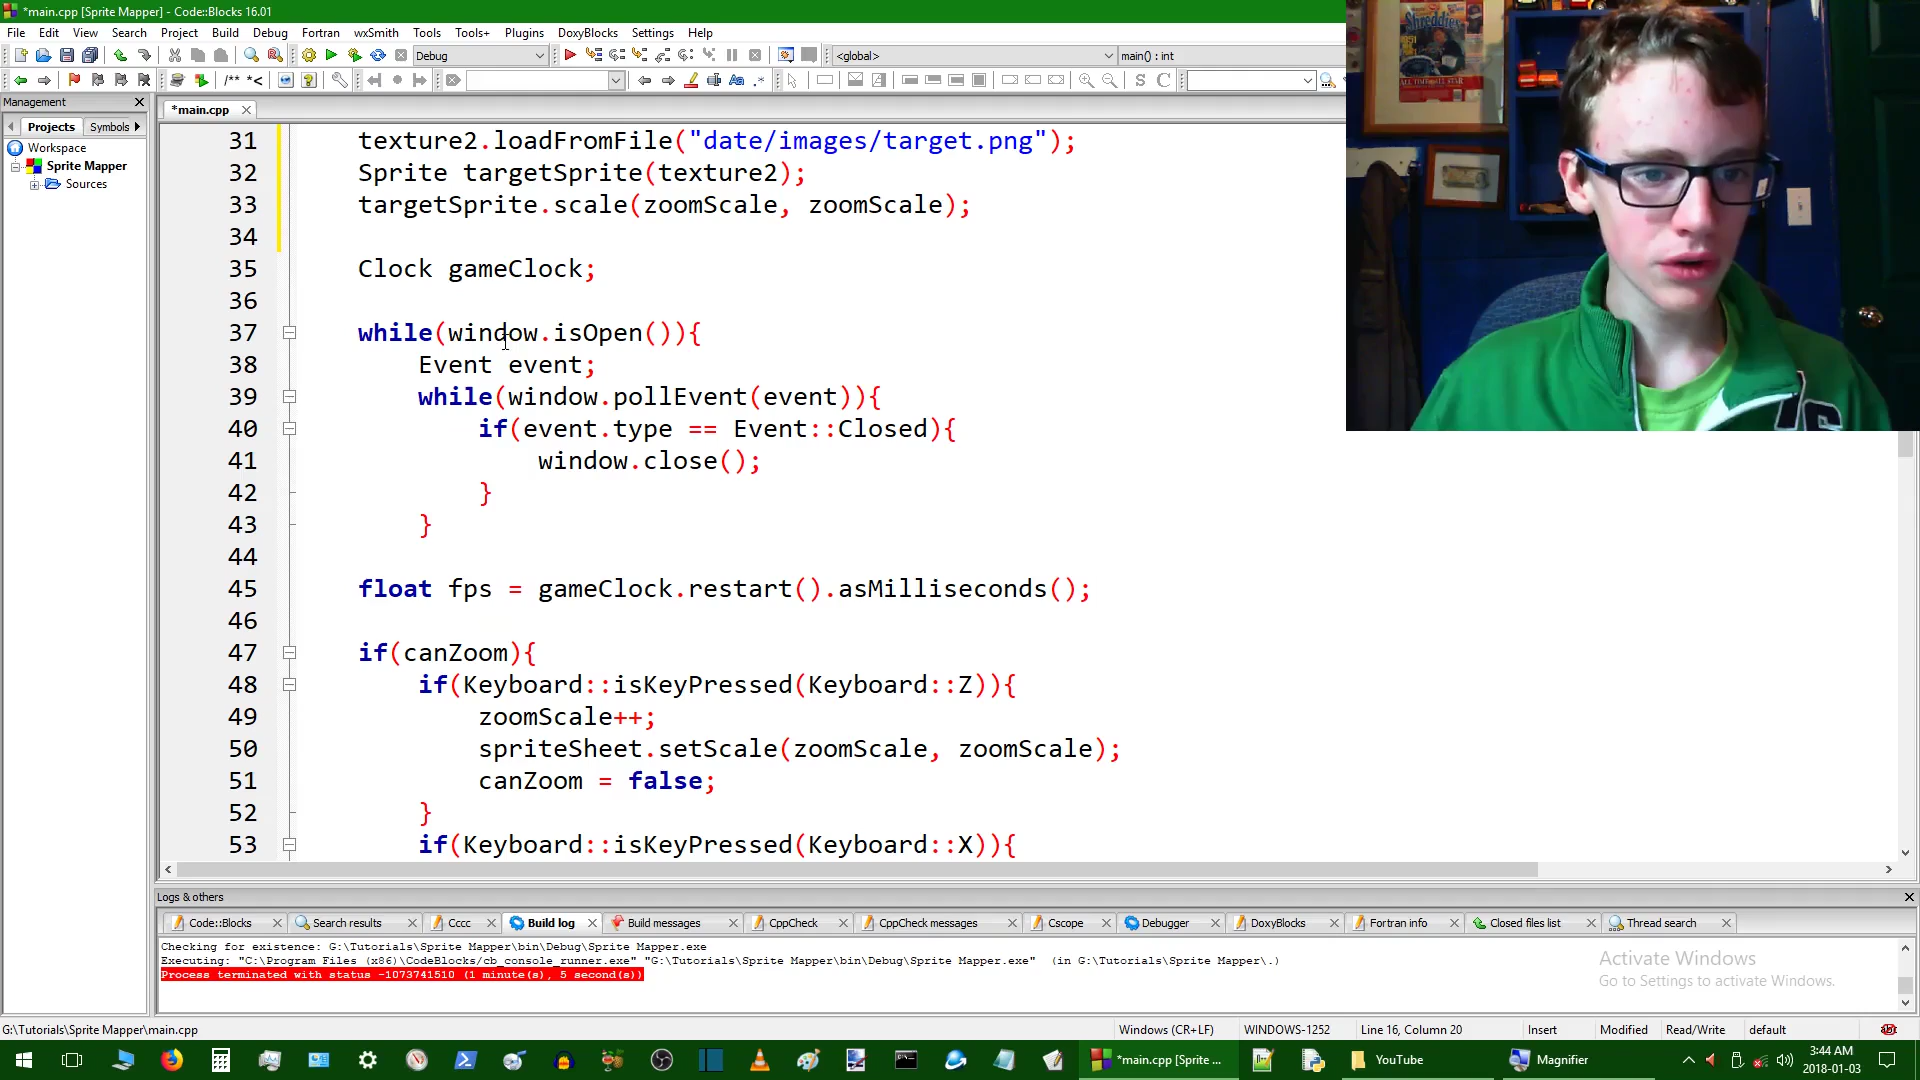 *main.cpp [Sprite Mapper] - Code::Blocks 16.01
File Edit View Search Project Build Debug Fortran wxSmith Tools Tools+ Plugins DoxyBlocks Settings Help
Debug <global> main() : int
/** *<
Management
Projects Symbols
Workspace
Sprite Mapper
Sources
*main.cpp
31 texture2.loadFromFile("date/images/target.png");
32 Sprite targetSprite(texture2);
33 targetSprite.scale(zoomScale, zoomScale);
34
35 Clock gameClock;
36
37 while(window.isOpen()){
38 Event event;
39 while(window.pollEvent(event)){
40 if(event.type == Event::Closed){
41 window.close();
42 }
43 }
44
45 float fps = gameClock.restart().asMilliseconds();
46
47 if(canZoom){
48 if(Keyboard::isKeyPressed(Keyboard::Z)){
49 zoomScale++;
50 spriteSheet.setScale(zoomScale, zoomScale);
51 canZoom = false;
52 }
53 if(Keyboard::isKeyPressed(Keyboard::X)){
Shreddies
Logs & others
Code::Blocks Search results Cccc Build log Build messages CppCheck CppCheck messages Cscope Debugger DoxyBlocks Fortran info Closed files list Thread search
Checking for existence: G:\Tutorials\Sprite Mapper\bin\Debug\Sprite Mapper.exe
Executing: "C:\Program Files (x86)\CodeBlocks/cb_console_runner.exe" "G:\Tutorials\Sprite Mapper\bin\Debug\Sprite Mapper.exe" (in G:\Tutorials\Sprite Mapper\.)
Process terminated with status -1073741510 (1 minute(s), 5 second(s))
Activate Windows
Go to Settings to activate Windows.
G:\Tutorials\Sprite Mapper\main.cpp Windows (CR+LF) WINDOWS-1252 Line 16, Column 20 Insert Modified Read/Write default
*main.cpp [Sprite ... YouTube Magnifier
3:44 AM
2018-01-03